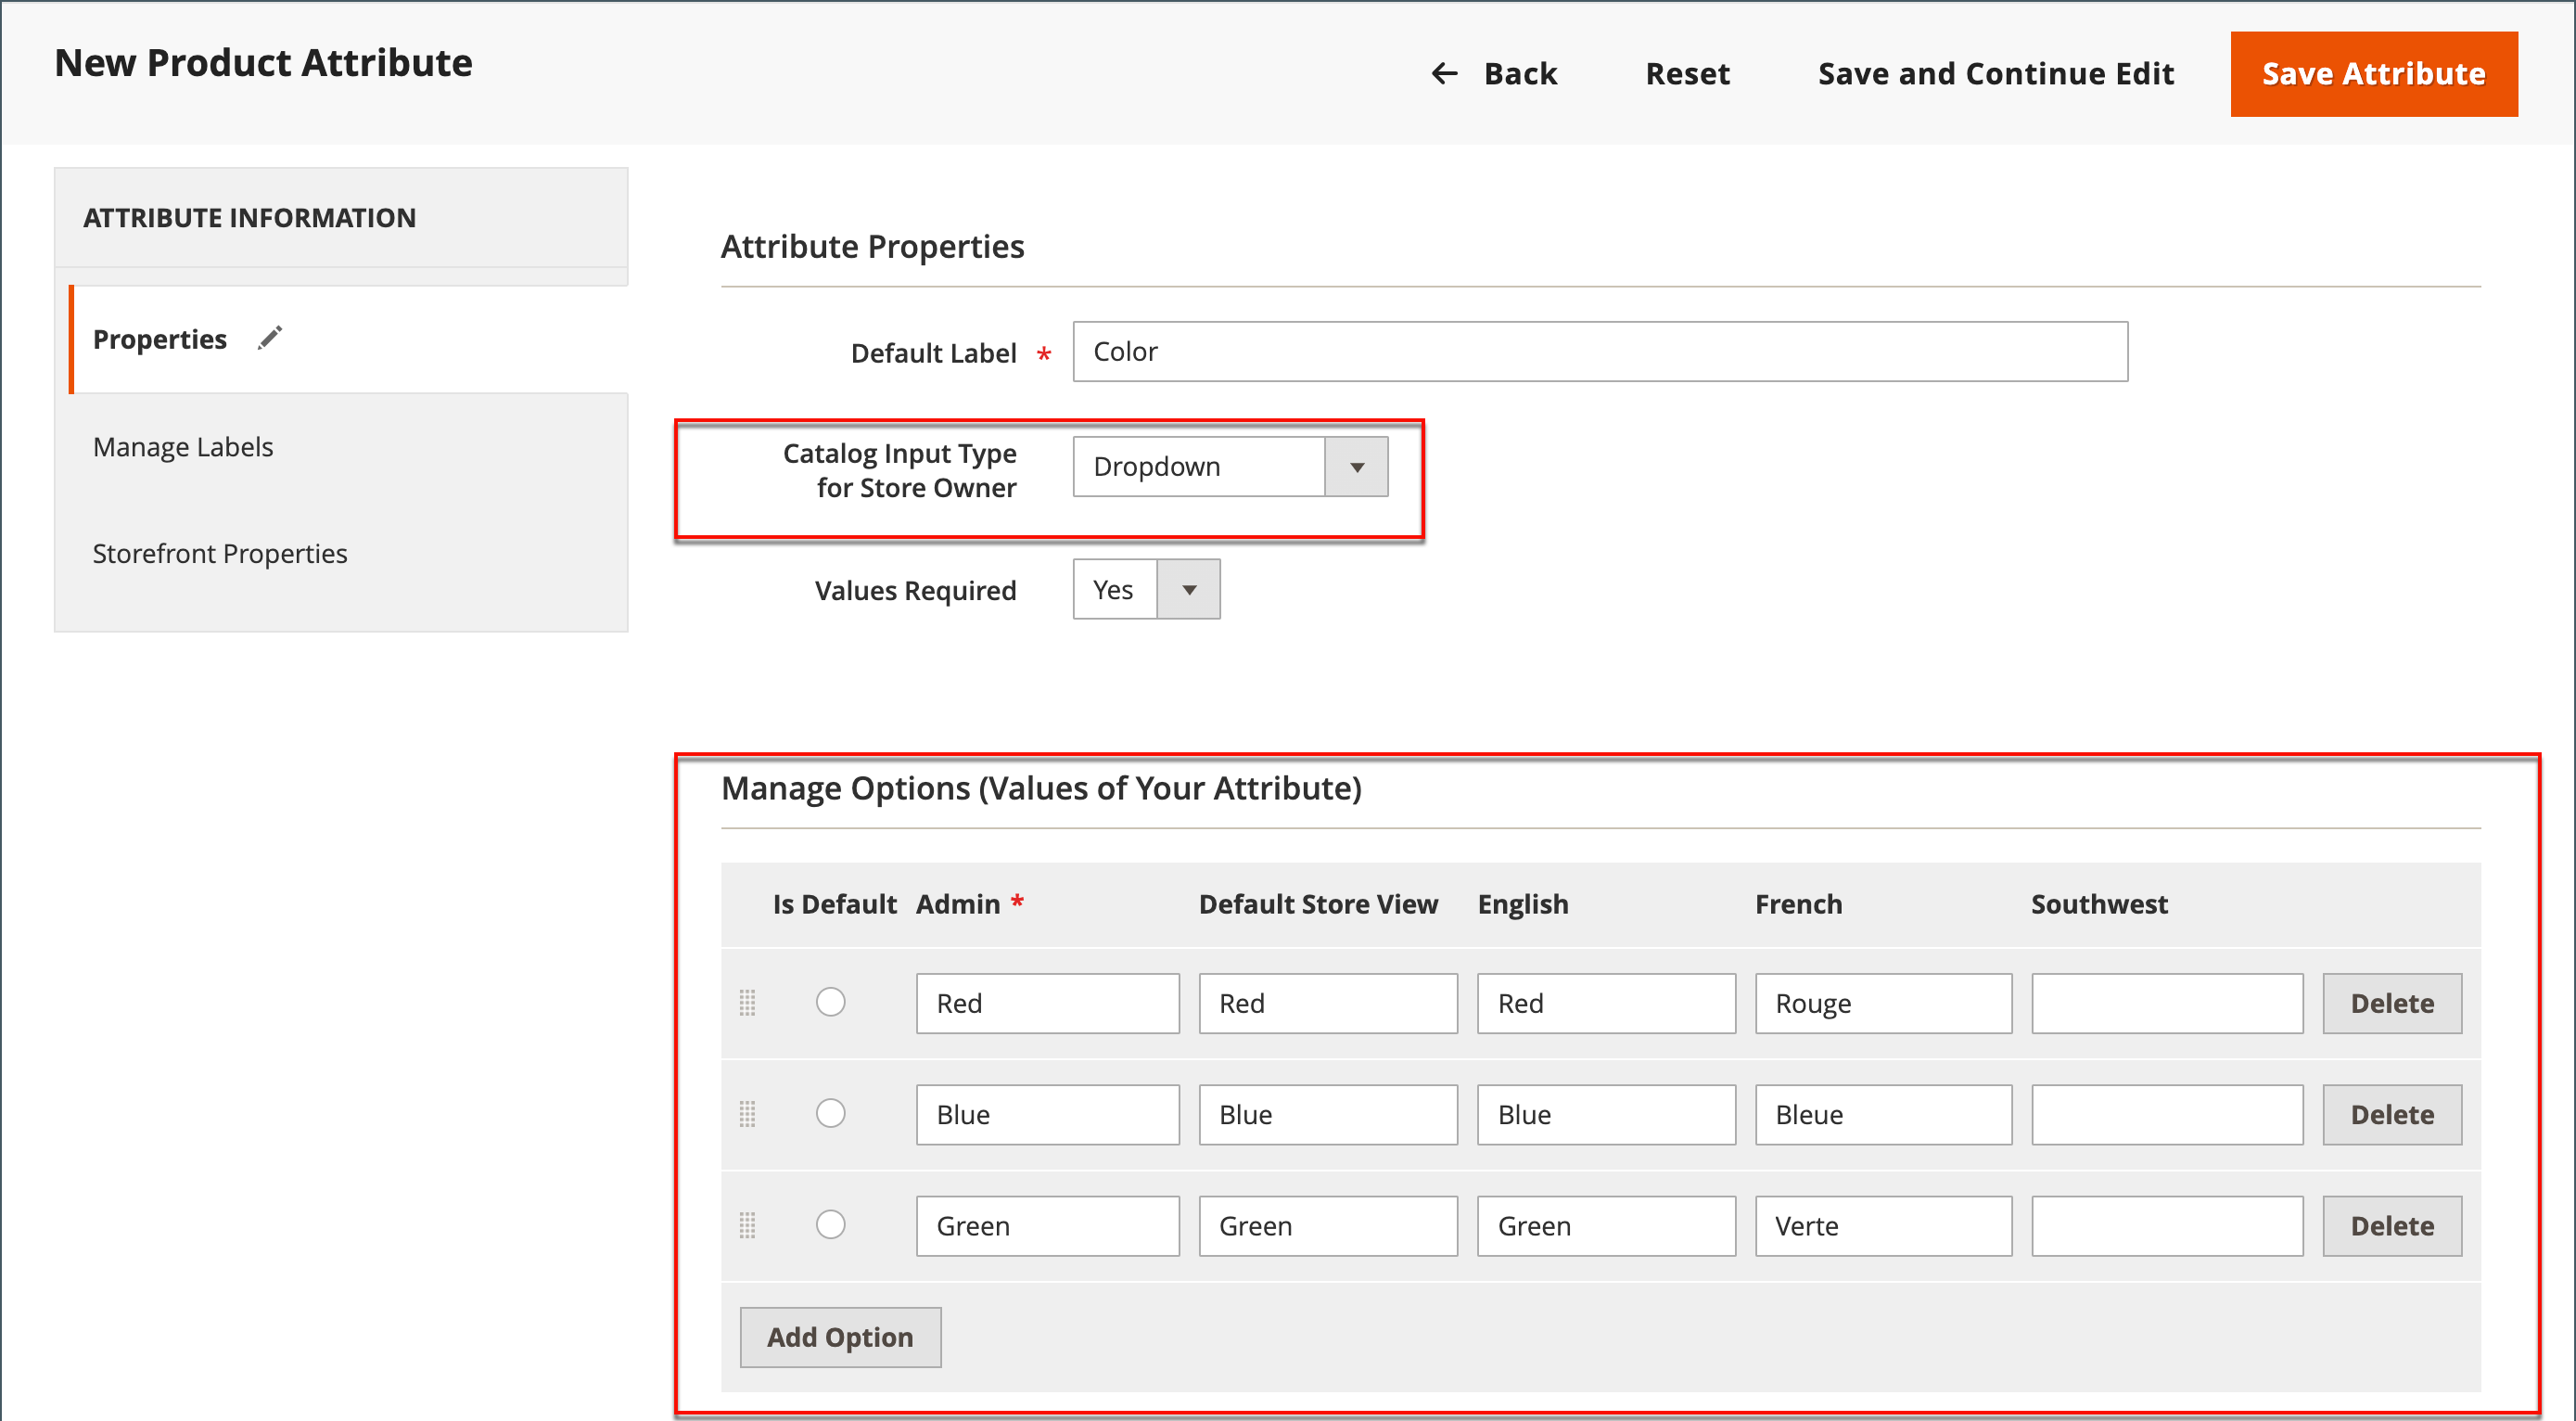 New Product Attribute
← Back Reset Save and Continue Edit Save Attribute
ATTRIBUTE INFORMATION
Properties
Manage Labels
Storefront Properties
Attribute Properties
Default Label * Color
Catalog Input Type
for Store Owner
Dropdown
Values Required Yes
Manage Options (Values of Your Attribute)
Is Default Admin * Default Store View English French Southwest
Red Red Red Rouge Delete
Blue Blue Blue Bleue Delete
Green Green Green Verte Delete
Add Option